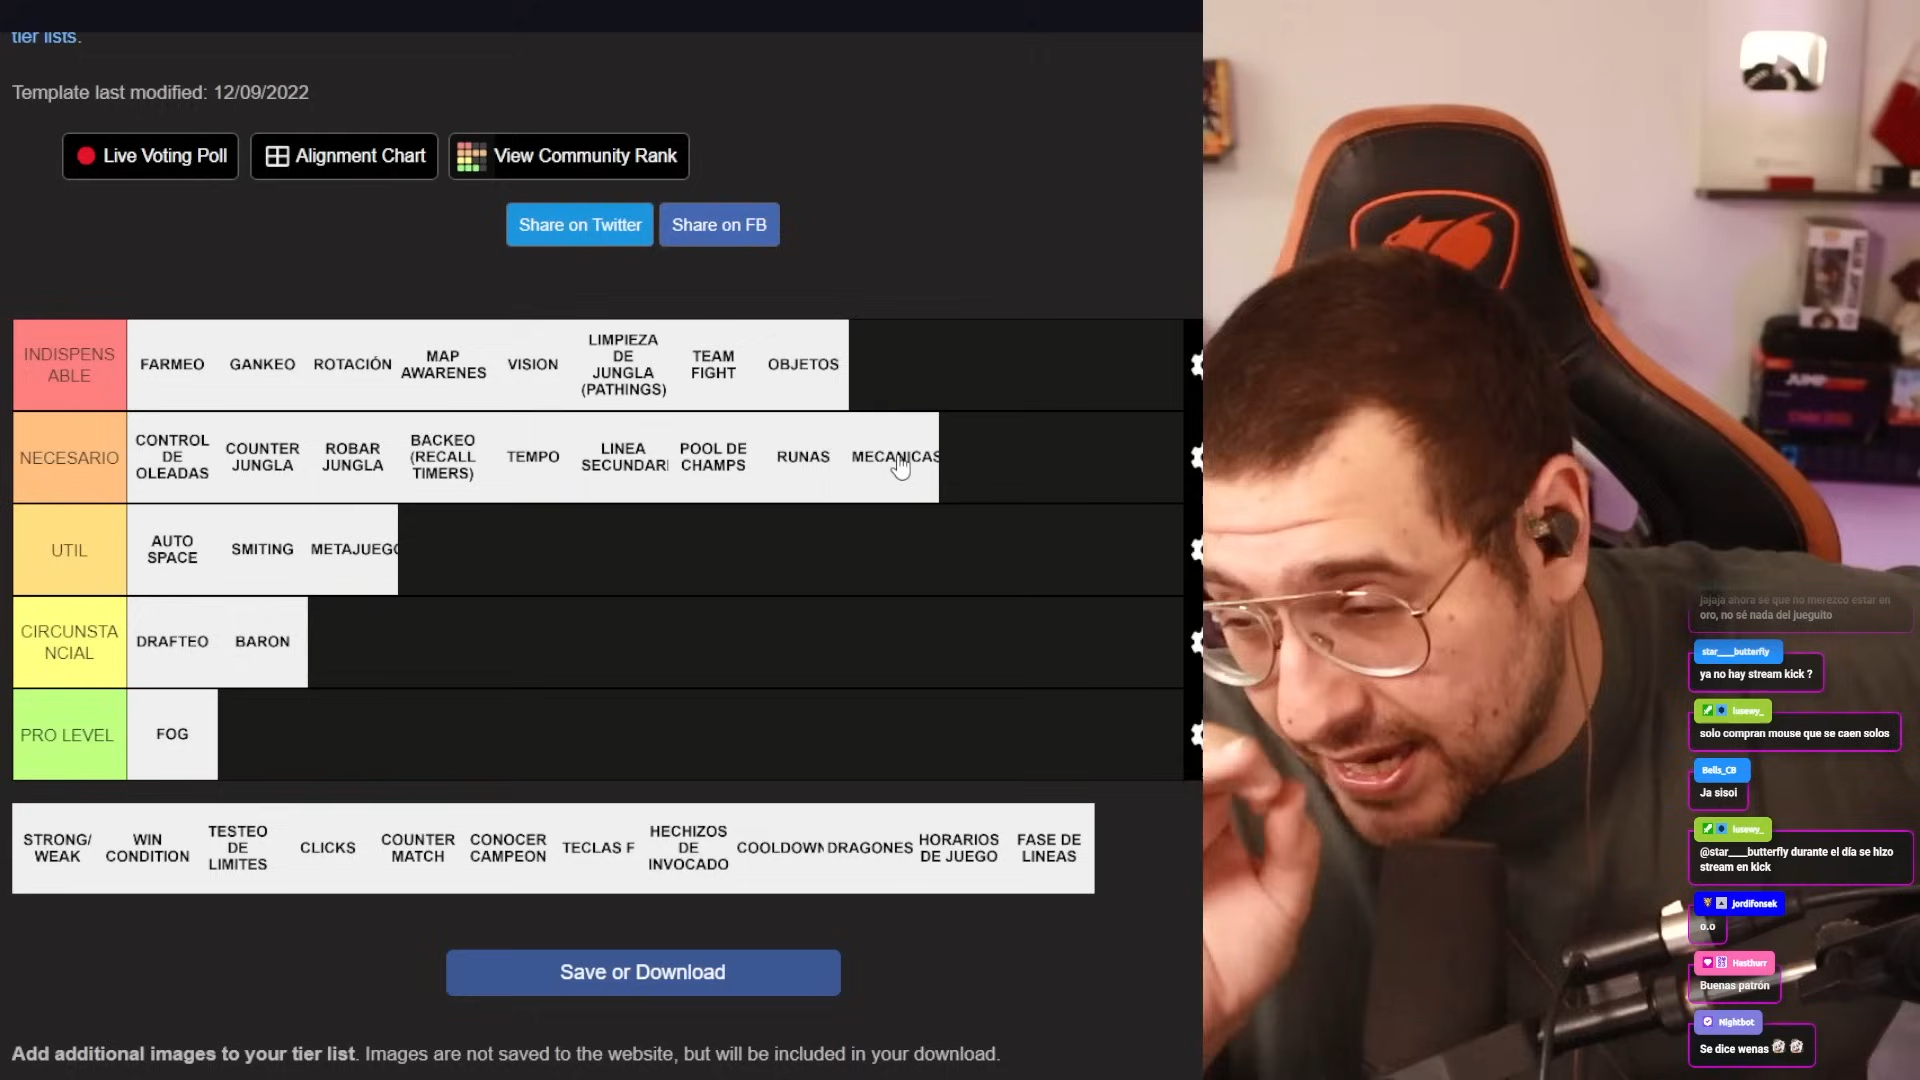 tier lists.
Template last modified: 12/09/2022
Live Voting Poll
Alignment Chart
View Community Rank
Share on Twitter
Share on FB
INDISPENS
ABLE
FARMEO
GANKEO
ROTACIÓN
MAP
AWARENES
VISION
LIMPIEZA
DE
JUNGLA
(PATHINGS)
TEAM
FIGHT
OBJETOS
NECESARIO
CONTROL
DE
OLEADAS
COUNTER
JUNGLA
ROBAR
JUNGLA
BACKEO
(RECALL
TIMERS)
TEMPO
LINEA
SECUNDARI
POOL DE
CHAMPS
RUNAS
MECANICAS
UTIL
AUTO
SPACE
SMITING
METAJUEGO
CIRCUNSTA
NCIAL
DRAFTEO
BARON
PRO LEVEL
FOG
STRONG/
WEAK
WIN
CONDITION
TESTEO
DE
LIMITES
CLICKS
COUNTER
MATCH
CONOCER
CAMPEON
TECLAS F
HECHIZOS
DE
INVOCADO
COOLDOWN
DRAGONES
HORARIOS
DE JUEGO
FASE DE
LINEAS
Save or Download
Add additional images to your tier list. Images are not saved to the website, but will be included in your download.
jajaja ahora sé que no merezco estar en
oro, no sé nada del jueguito
star___butterfly
ya no hay stream kick ?
lusewy_
solo compran mouse que se caen solos
Bells_CB
Ja sisoi
lusewy_
@star___butterfly durante el día se hizo
stream en kick
jordifonsek
o.o
Hasthurr
Buenas patrón
Nightbot
Se dice wenas